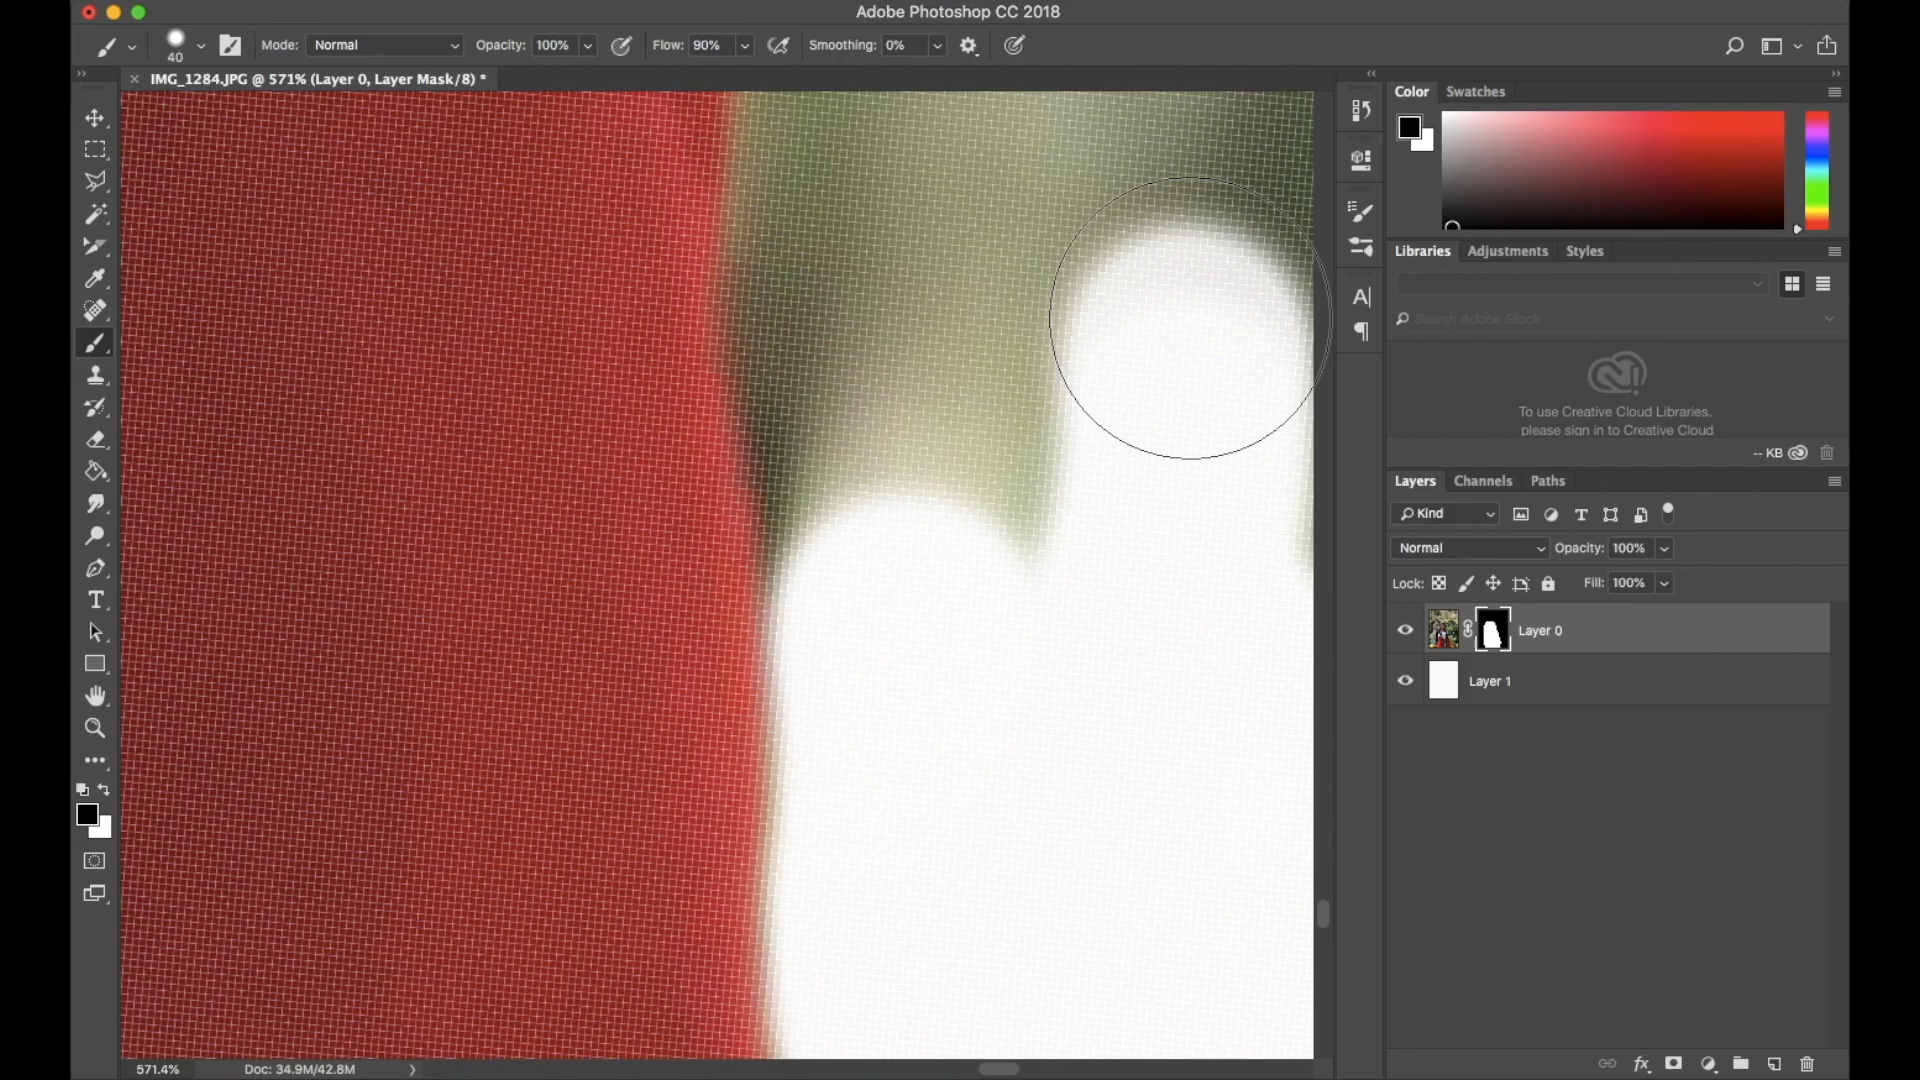 Adobe Photoshop CC 2018
40
Mode: Normal Opacity: 100% Flow: 90% Smoothing: 0%
IMG_1284.JPG @ 571% (Layer 0, Layer Mask/8) *
Color Swatches
Libraries Adjustments Styles
Search Adobe Stock
To use Creative Cloud Libraries,
please sign in to Creative Cloud
-- KB
Layers Channels Paths
Kind
Normal Opacity: 100%
Lock: Fill: 100%
Layer 0
Layer 1
571.4% Doc: 34.9M/42.8M